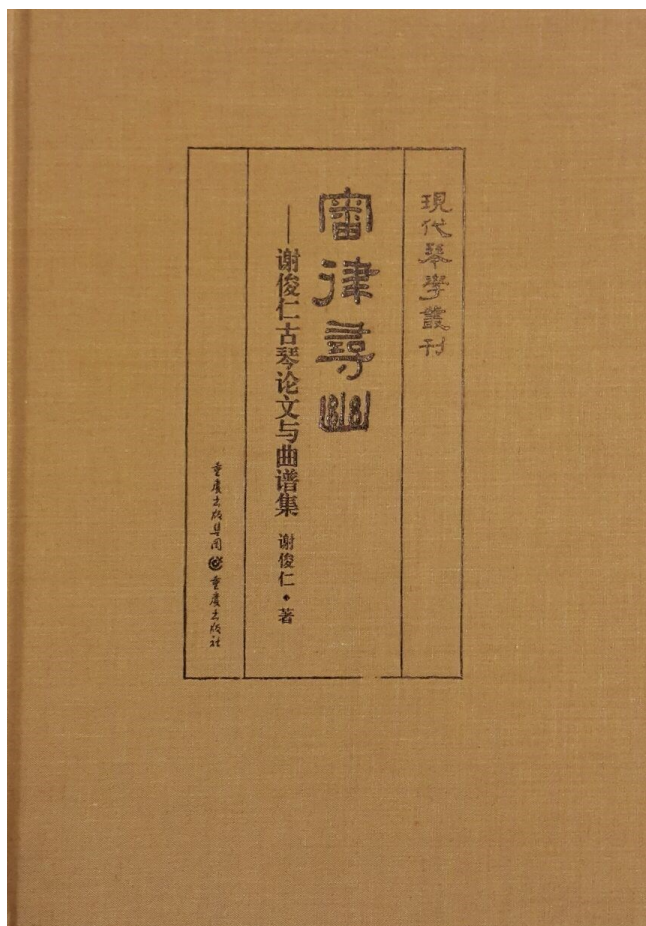 現代琴學叢刊
審律尋幽
——谢俊仁古琴论文与曲谱集
谢俊仁·著
重庆出版集团 重庆出版社